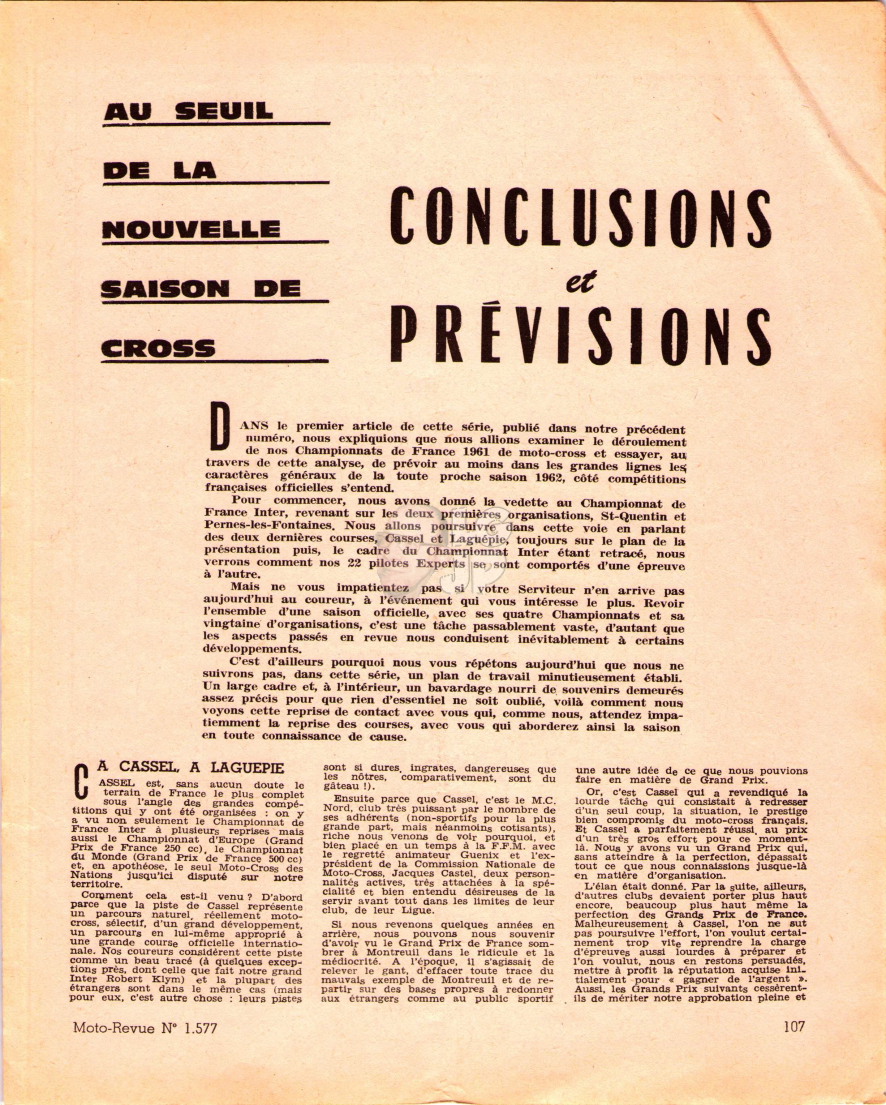 AU SEUIL
DE LA
NOUVELLE
SAISON DE
CROSS
CONCLUSIONS
et
PRÉVISIONS
DANS le premier article de cette série, publié dans notre précédent
numéro, nous expliquions que nous allions examiner le déroulement
de nos Championnats de France 1961 de moto-cross et essayer, au
travers de cette analyse, de prévoir au moins dans les grandes lignes les
caractères généraux de la toute proche saison 1962, côté compétitions
françaises officielles s'entend.
Pour commencer, nous avons donné la vedette au Championnat de
France Inter, revenant sur les deux premières organisations, St-Quentin et
Pernes-les-Fontaines. Nous allons poursuivre dans cette voie en parlant
des deux dernières courses, Cassel et Laguépie, toujours sur le plan de la
présentation puis, le cadre du Championnat Inter étant retracé, nous
verrons comment nos 22 pilotes Experts se sont comportés d'une épreuve
à l'autre.
Mais ne vous impatientez pas si votre Serviteur n'en arrive pas
aujourd'hui au coureur, à l'événement qui vous intéresse le plus. Revoir
l'ensemble d'une saison officielle, avec ses quatre Championnats et sa
vingtaine d'organisations, c'est une tâche passablement vaste, d'autant que
les aspects passés en revue nous conduisent inévitablement à certains
développements.
C'est d'ailleurs pourquoi nous vous répétons aujourd'hui que nous ne
suivrons pas, dans cette série, un plan de travail minutieusement établi.
Un large cadre et, à l'intérieur, un bavardage nourri de souvenirs demeurés
assez précis pour que rien d'essentiel ne soit oublié, voilà comment nous
voyons cette reprise de contact avec vous qui, comme nous, attendez impa-
tiemment la reprise des courses, avec vous qui aborderez ainsi la saison
en toute connaissance de cause.
A CASSEL, A LAGUEPIE
CASSEL est, sans aucun doute le
terrain de France le plus complet
sous l'angle des grandes compé-
titions qui y ont été organisées : on y
a vu non seulement le Championnat de
France Inter à plusieurs reprises mais
aussi le Championnat d'Europe (Grand
Prix de France 250 cc), le Championnat
du Monde (Grand Prix de France 500 cc)
et, en apothéose, le seul Moto-Cross des
Nations jusqu'ici disputé sur notre
territoire.
Comment cela est-il venu ? D'abord
parce que la piste de Cassel représente
un parcours naturel, réellement moto-
cross, sélectif, d'un grand développement,
un parcours en lui-même approprié à
une grande course officielle internatio-
nale. Nos coureurs considèrent cette piste
comme un beau tracé (à quelques excep-
tions près, dont celle que fait notre grand
Inter Robert Klym) et la plupart des
étrangers sont dans le même cas (mais
pour eux, c'est autre chose : leurs pistes
sont si dures, ingrates, dangereuses que
les nôtres, comparativement, sont du
gâteau !).
Ensuite parce que Cassel, c'est le M.C.
Nord, club très puissant par le nombre de
ses adhérents (non-sportifs pour la plus
grande part, mais néanmoins cotisants),
riche nous venons de voir pourquoi, et
bien placé en un temps à la F.F.M. avec
le regretté animateur Guenix et l'ex-
président de la Commission Nationale de
Moto-Cross, Jacques Castel, deux person-
nalités actives, très attachées à la spé-
cialité et bien entendu désireuses de la
servir avant tout dans les limites de leur
club, de leur Ligue.
Si nous revenons quelques années en
arrière, nous pouvons nous souvenir
d'avoir vu le Grand Prix de France som-
brer à Montreuil dans le ridicule et la
médiocrité. A l'époque, il s'agissait de
relever le gant, d'effacer toute trace du
mauvais exemple de Montreuil et de re-
partir sur des bases propres à redonner
aux étrangers comme au public sportif
une autre idée de ce que nous pouvions
faire en matière de Grand Prix.
Or, c'est Cassel qui a revendiqué la
lourde tâche qui consistait à redresser
d'un seul coup, la situation, le prestige
bien compromis du moto-cross français.
Et Cassel a parfaitement réussi, au prix
d'un très gros effort pour ce moment-
là. Nous y avons vu un Grand Prix qui,
sans atteindre à la perfection, dépassait
tout ce que nous connaissions jusque-là
en matière d'organisation.
L'élan était donné. Par la suite, ailleurs,
d'autres clubs devaient porter plus haut
encore, beaucoup plus haut même la
perfection des Grands Prix de France.
Malheureusement à Cassel, l'on ne sut
pas poursuivre l'effort, l'on voulut certai-
nement trop vite reprendre la charge
d'épreuves aussi lourdes à préparer et
l'on voulut, nous en restons persuadés,
mettre à profit la réputation acquise ini-
tialement pour « gagner de l'argent ».
Aussi, les Grands Prix suivants cessèrent-
ils de mériter notre approbation pleine et
Moto-Revue N° 1.577
107